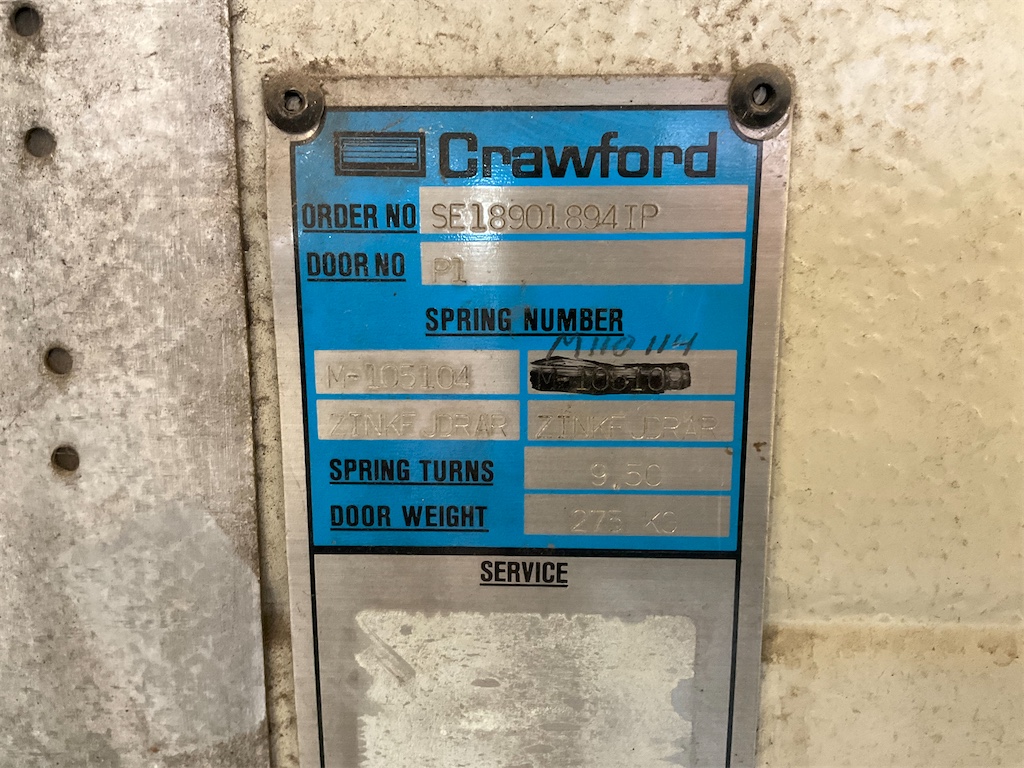 Crawford
ORDER NO SE18901894IP
DOOR NO P1
SPRING NUMBER
M110 114
M-105104
ZINKFJDRAR ZINKFJDRAR
SPRING TURNS 9,50
DOOR WEIGHT 275 KG
SERVICE